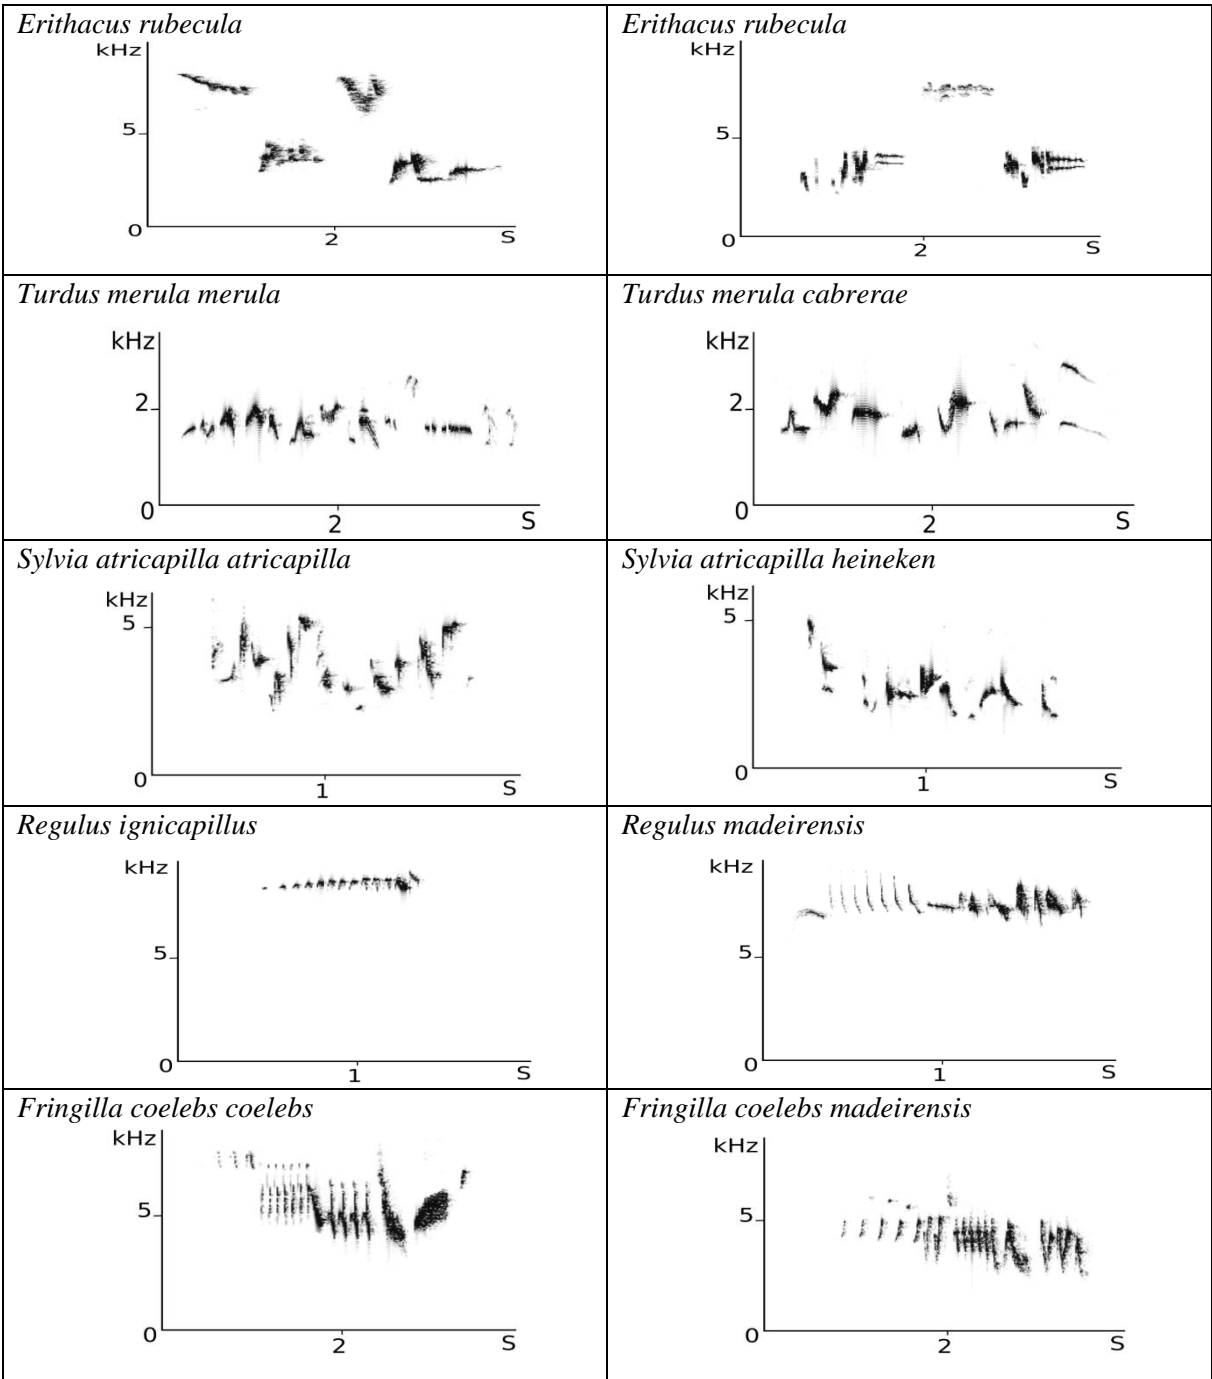 Erithacus rubecula
kHz
5
0
2
S
Erithacus rubecula
kHz
5
0
2
S
Turdus merula merula
kHz
2
0
2
S
Turdus merula cabrerae
kHz
2
0
2
S
Sylvia atricapilla atricapilla
kHz
5
0
1
S
Sylvia atricapilla heineken
kHz
5
0
1
S
Regulus ignicapillus
kHz
5
0
1
S
Regulus madeirensis
kHz
5
0
1
S
Fringilla coelebs coelebs
kHz
5
0
2
S
Fringilla coelebs madeirensis
kHz
5
0
2
S